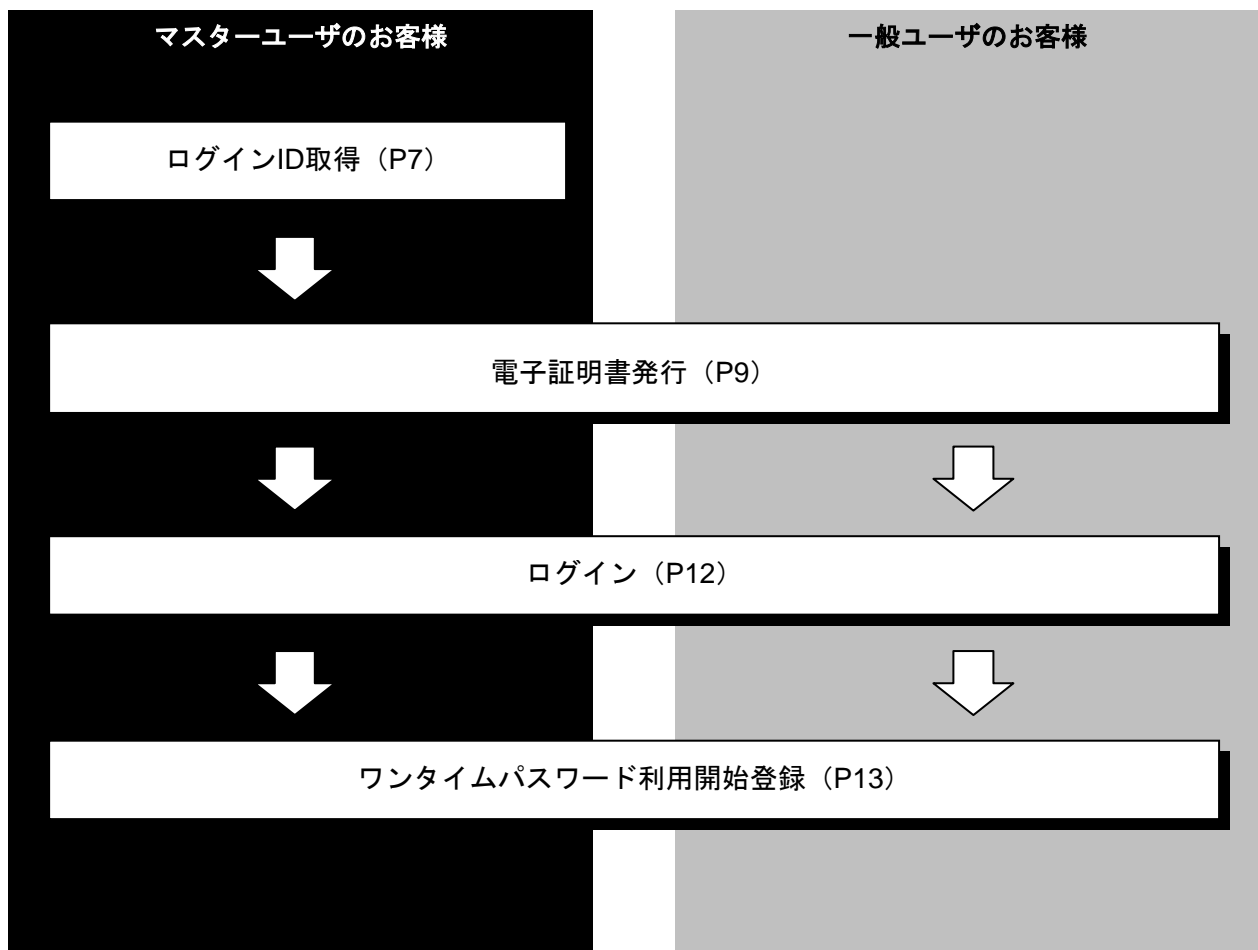 マスターユーザのお客様
一般ユーザのお客様
ログインID取得（P7）
電子証明書発行（P9）
ログイン（P12）
ワンタイムパスワード利用開始登録（P13）